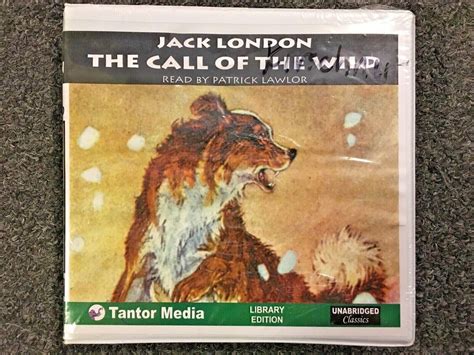 JACK LONDON
THE CALL OF THE WILD
READ BY PATRICK LAWLOR
Tantor Media
LIBRARY
EDITION
UNABRIDGED
Classics